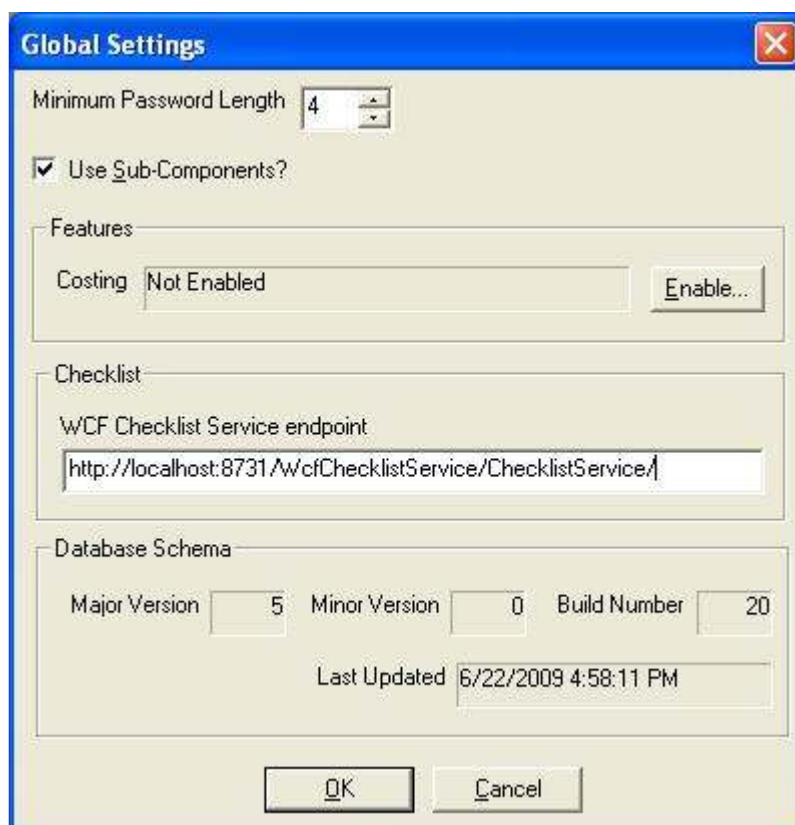 Global Settings
Minimum Password Length 4
Use Sub-Components?
Features
Costing Not Enabled Enable...
Checklist
WCF Checklist Service endpoint
http://localhost:8731/WcfChecklistService/ChecklistService/
Database Schema
Major Version 5 Minor Version 0 Build Number 20
Last Updated 6/22/2009 4:58:11 PM
OK Cancel